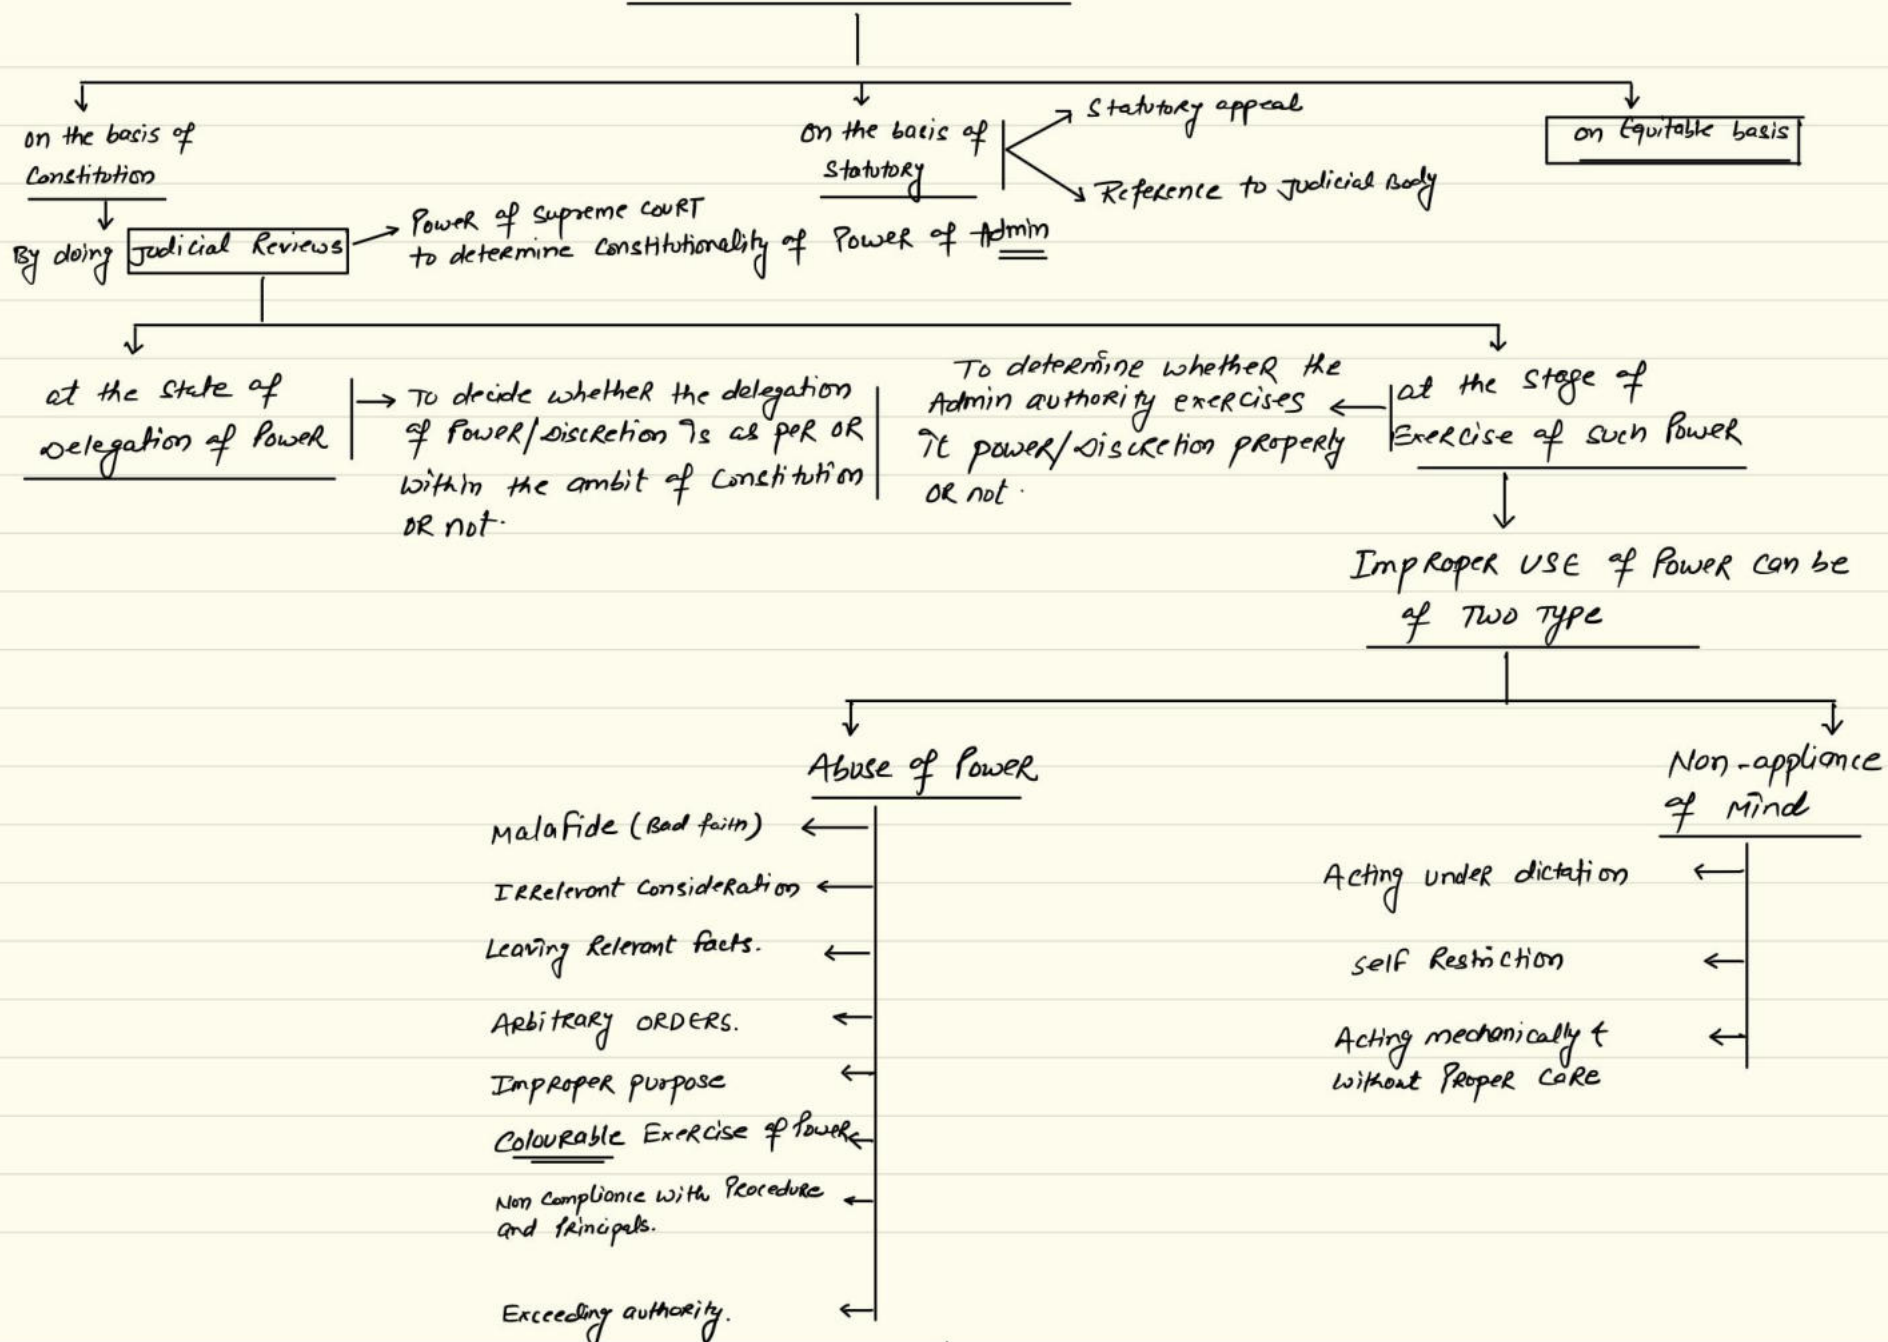 on the basis of
Constitution
on the basis of
Statutory
Statutory appeal
Reference to Judicial Body
on Equitable basis
By doing Judicial Reviews
Power of Supreme COURT
to determine Constitutionality of Power of Admin
at the State of
Delegation of Power
To decide whether the delegation
of Power/Discretion is as per OR
within the ambit of Constitution
OR not.
To determine whether the
Admin authority exercises
it power/Discretion properly
OR not.
at the stage of
Exercise of such Power
Improper USE of Power can be
of TWO Type
Abuse of Power
Malafide (Bad faith)
Irrelevant Consideration
Leaving Relevant facts.
Arbitrary ORDERS.
Improper purpose
Colourable Exercise of Power
Non Compliance with Procedure
and Principals.
Exceeding authority.
Non-appliance
of Mind
Acting under dictation
Self Restriction
Acting mechanically &
without Proper Care